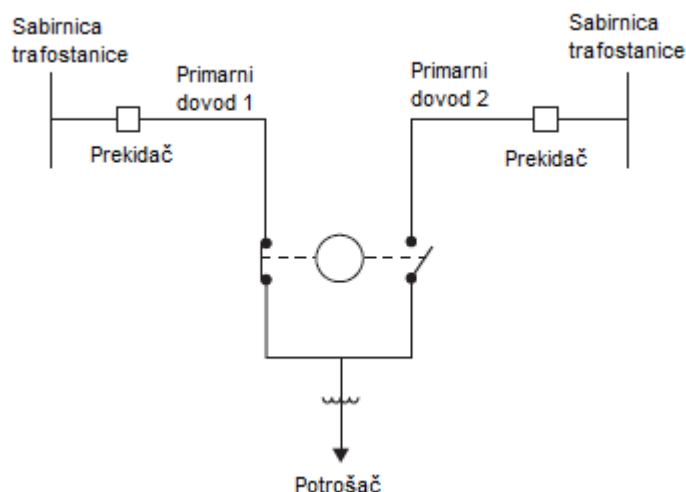 Sabirnica
trafostanice
Primarni
dovod 1
Prekidač
Primarni
dovod 2
Sabirnica
trafostanice
Prekidač
Potrošač